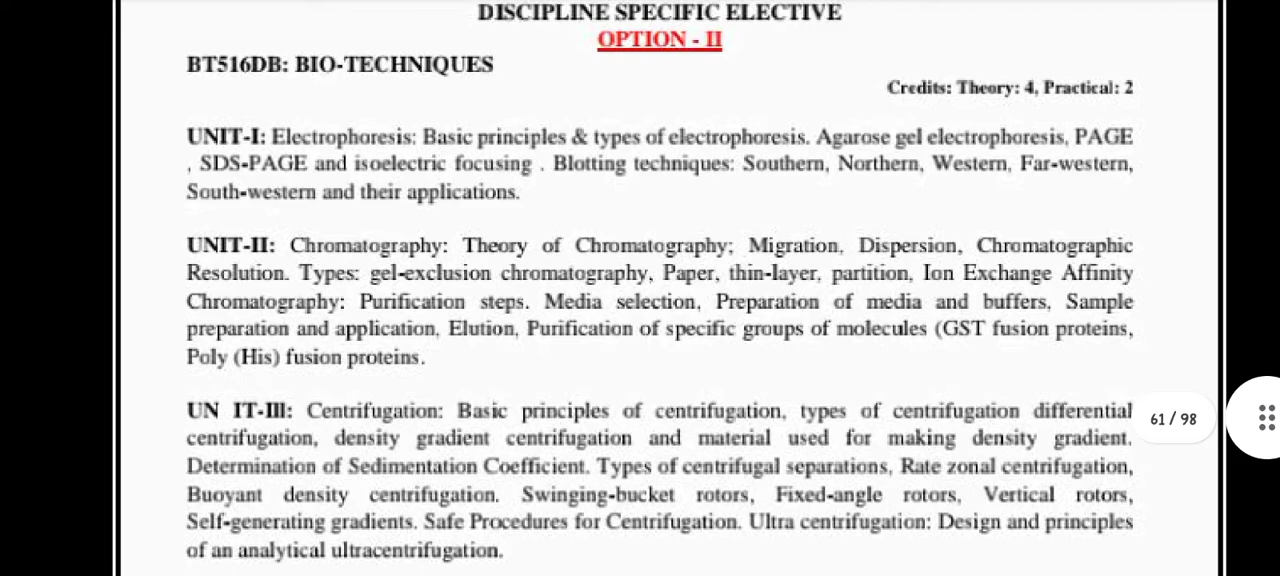 DISCIPLINE SPECIFIC ELECTIVE
OPTION - II
BT516DB: BIO-TECHNIQUES
Credits: Theory: 4, Practical: 2
UNIT-I: Electrophoresis: Basic principles & types of electrophoresis. Agarose gel electrophoresis, PAGE
, SDS-PAGE and isoelectric focusing . Blotting techniques: Southern, Northern, Western, Far-western,
South-western and their applications.
UNIT-II: Chromatography: Theory of Chromatography; Migration, Dispersion, Chromatographic
Resolution. Types: gel-exclusion chromatography, Paper, thin-layer, partition, Ion Exchange Affinity
Chromatography: Purification steps. Media selection, Preparation of media and buffers, Sample
preparation and application, Elution, Purification of specific groups of molecules (GST fusion proteins,
Poly (His) fusion proteins.
UN IT-III: Centrifugation: Basic principles of centrifugation, types of centrifugation differential
centrifugation, density gradient centrifugation and material used for making density gradient.
Determination of Sedimentation Coefficient. Types of centrifugal separations, Rate zonal centrifugation,
Buoyant density centrifugation. Swinging-bucket rotors, Fixed-angle rotors, Vertical rotors,
Self-generating gradients. Safe Procedures for Centrifugation. Ultra centrifugation: Design and principles
of an analytical ultracentrifugation.
61 / 98